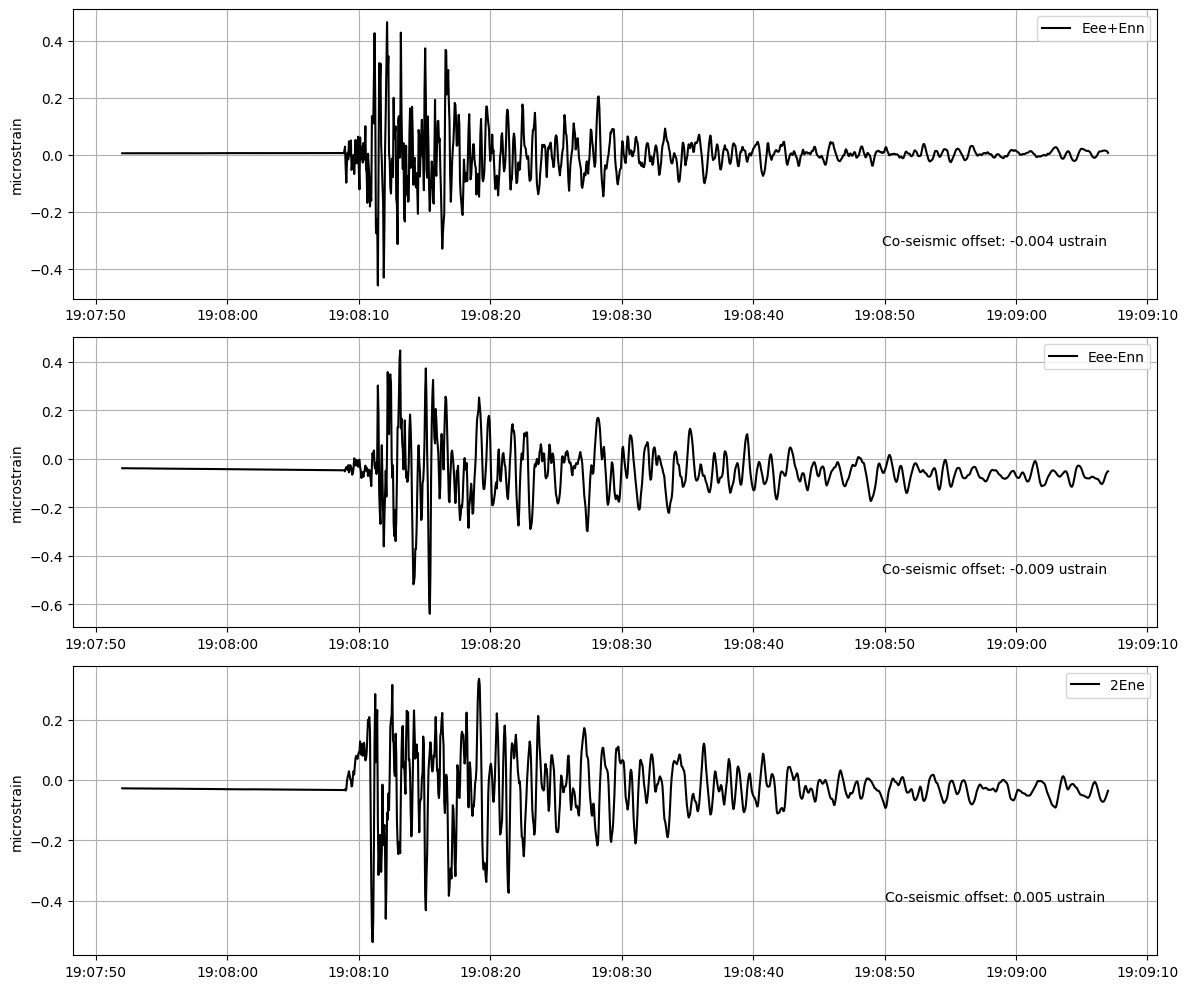 Eee+Enn
0.4
0.2
0.0
−0.2
−0.4
microstrain
Co-seismic offset: -0.004 ustrain
19:07:50 19:08:00 19:08:10 19:08:20 19:08:30 19:08:40 19:08:50 19:09:00 19:09:10
Eee-Enn
0.4
0.2
0.0
−0.2
−0.4
−0.6
microstrain
Co-seismic offset: -0.009 ustrain
19:07:50 19:08:00 19:08:10 19:08:20 19:08:30 19:08:40 19:08:50 19:09:00 19:09:10
2Ene
0.2
0.0
−0.2
−0.4
microstrain
Co-seismic offset: 0.005 ustrain
19:07:50 19:08:00 19:08:10 19:08:20 19:08:30 19:08:40 19:08:50 19:09:00 19:09:10